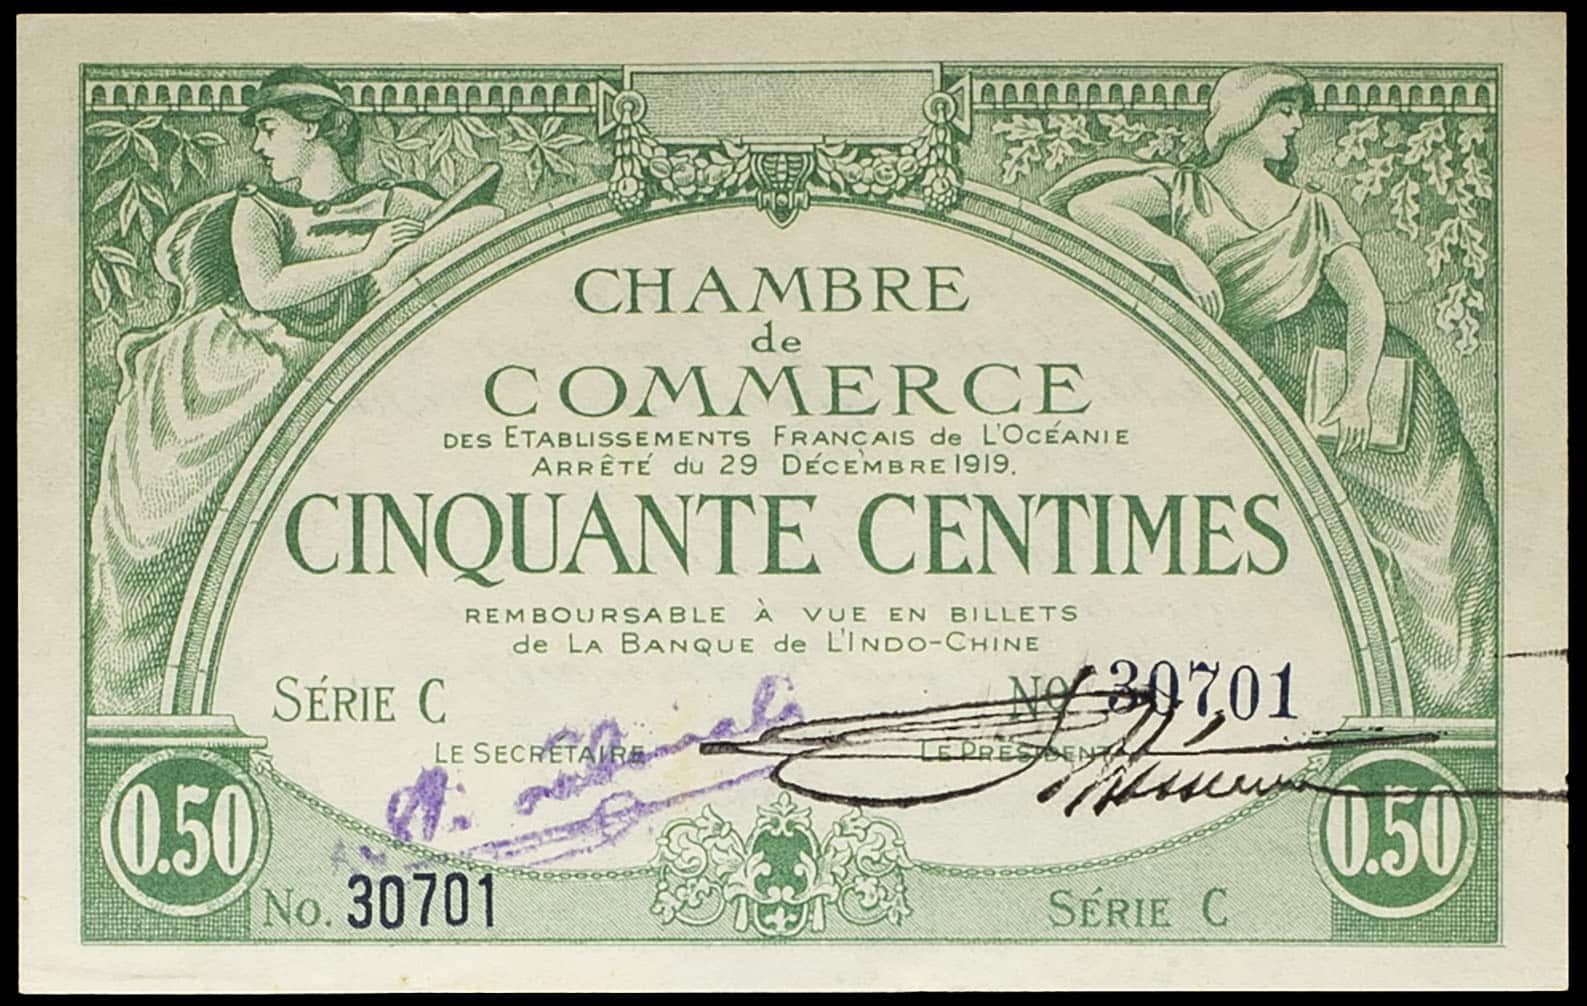 CHAMBRE
de
COMMERCE
DES ETABLISSEMENTS FRANÇAIS de L'OCÉANIE
ARRÊTÉ du 29 DÉCEMBRE 1919.
CINQUANTE CENTIMES
REMBOURSABLE À VUE EN BILLETS
de LA BANQUE de L'INDO-CHINE
SÉRIE C NO. 30701
LE SECRÉTAIRE LE PRÉSIDENT
0.50 0.50
No. 30701 SÉRIE C